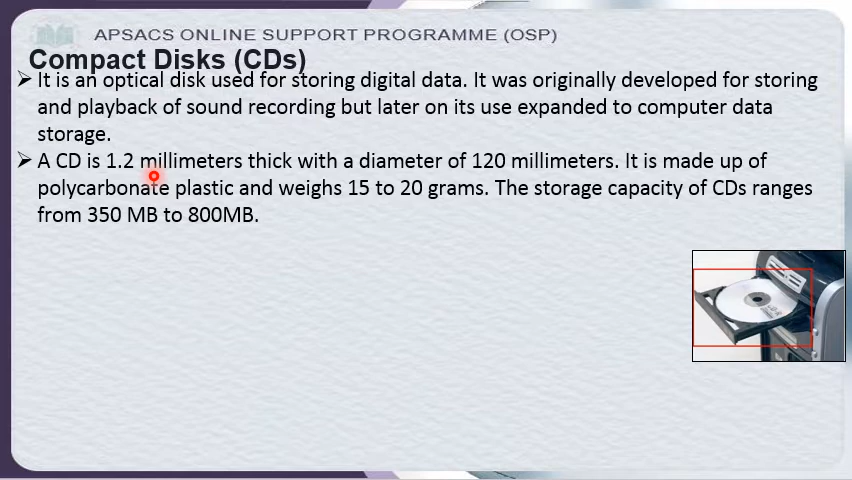 APSACS ONLINE SUPPORT PROGRAMME (OSP)
Compact Disks (CDs)
➢ It is an optical disk used for storing digital data. It was originally developed for storing
and playback of sound recording but later on its use expanded to computer data
storage.
➢ A CD is 1.2 millimeters thick with a diameter of 120 millimeters. It is made up of
polycarbonate plastic and weighs 15 to 20 grams. The storage capacity of CDs ranges
from 350 MB to 800MB.